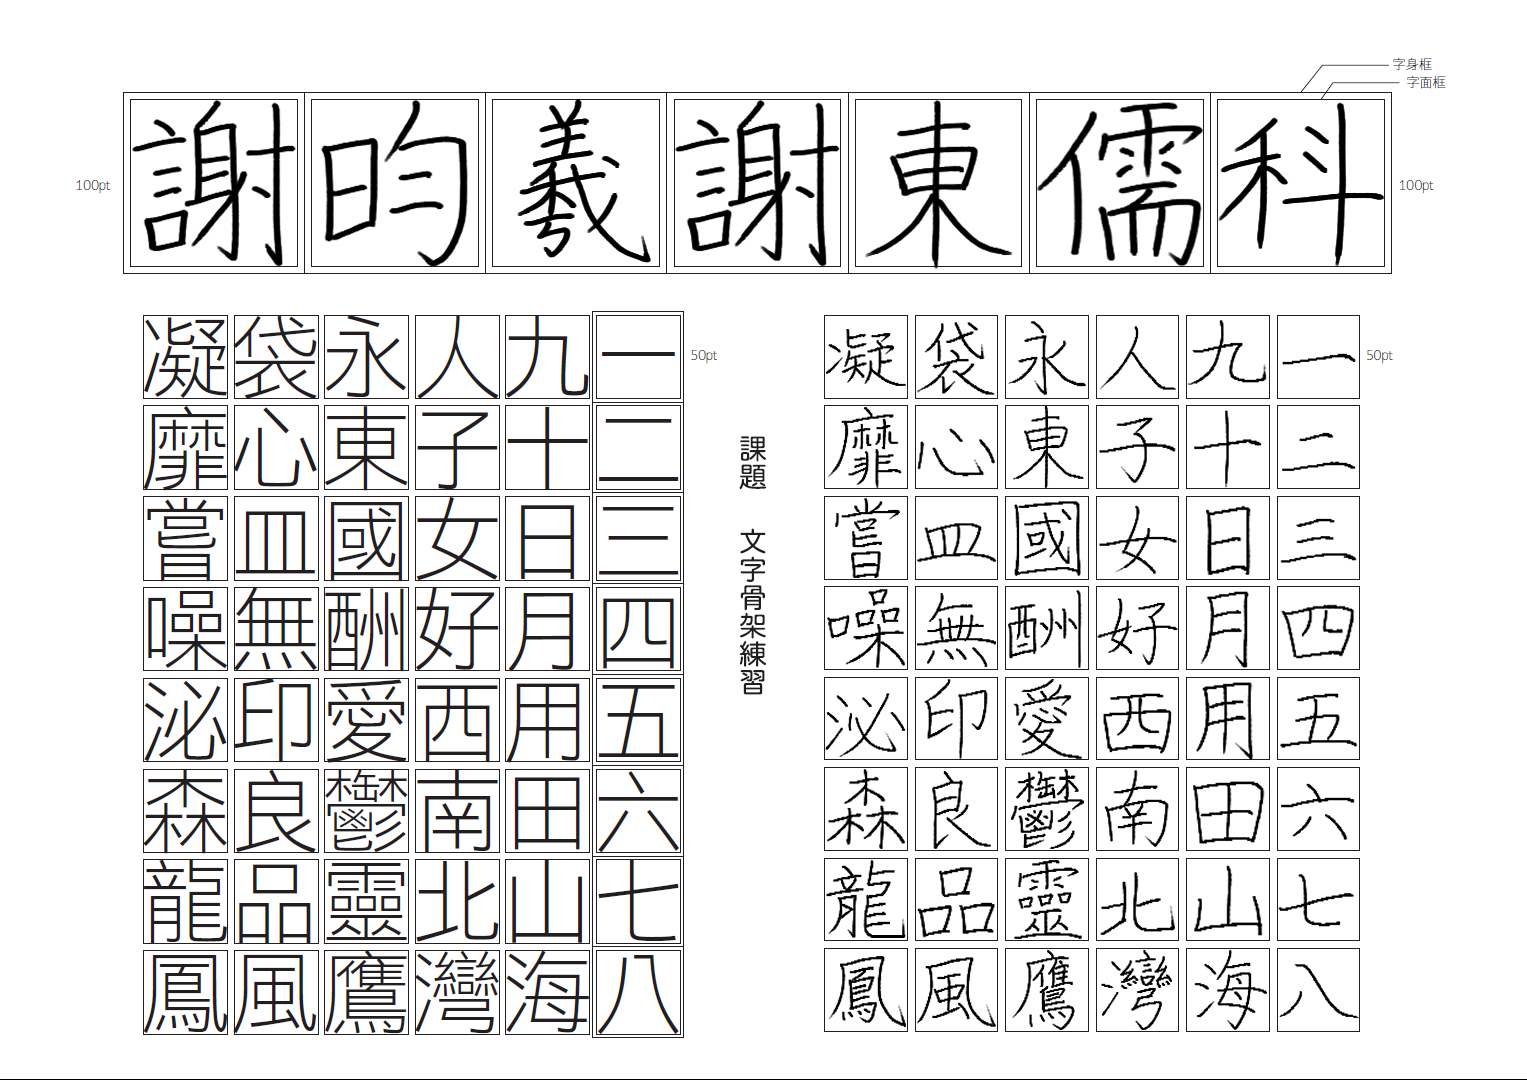 字身框
字面框
100pt
謝昀羲謝東儒科
100pt
50pt
一二三四五六七八
九十日月用田山海
人子女好西南北灣
永東國酬愛鬱靈鷹
袋心皿無印良品風
凝靡嘗噪泌森龍鳳
課題 文字骨架練習
50pt
一二三四五六七八
九十日月用田山海
人子女好西南北灣
永東國酬愛鬱靈鷹
袋心皿無印良品風
凝靡嘗噪泌森龍鳳